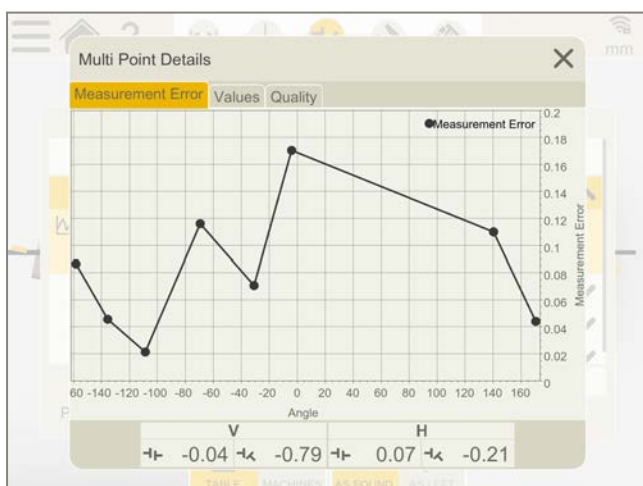 ?
mm
Multi Point Details
Measurement Error Values Quality
Measurement Error
0.2
0.18
0.16
0.14
0.12
0.1
0.08
0.06
0.04
0.02
0
Measurement Error
60 -140 -120 -100 -80 -60 -40 -20 0 20 40 60 80 100 120 140 160
Angle
V H
-0.04 -0.79 0.07 -0.21
TABLE MACHINES AS FOUND AS LEFT